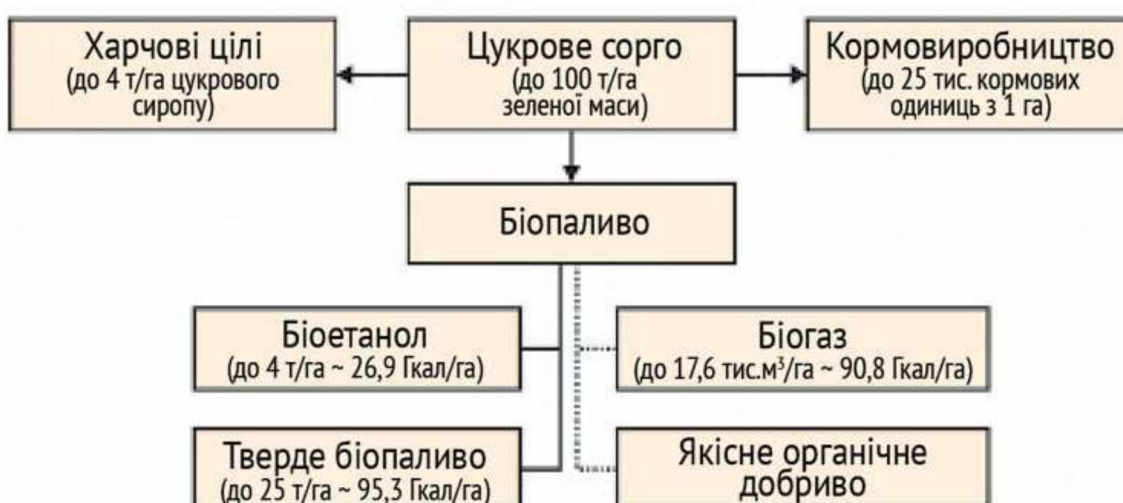 Харчові цілі
(до 4 т/га цукрового
сиропу)
Цукрове сорго
(до 100 т/га
зеленої маси)
Кормовиробництво
(до 25 тис. кормових
одиниць з 1 га)
Біопаливо
Біоетанол
(до 4 т/га ~ 26,9 Гкал/га)
Біогаз
(до 17,6 тис.м³/га ~ 90,8 Гкал/га)
Тверде біопаливо
(до 25 т/га ~ 95,3 Гкал/га)
Якісне органічне
добриво